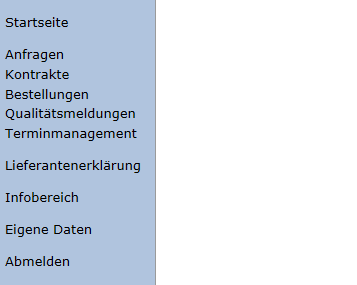 Startseite
Anfragen
Kontrakte
Bestellungen
Qualitätsmeldungen
Terminmanagement
Lieferantenerklärung
Infobereich
Eigene Daten
Abmelden